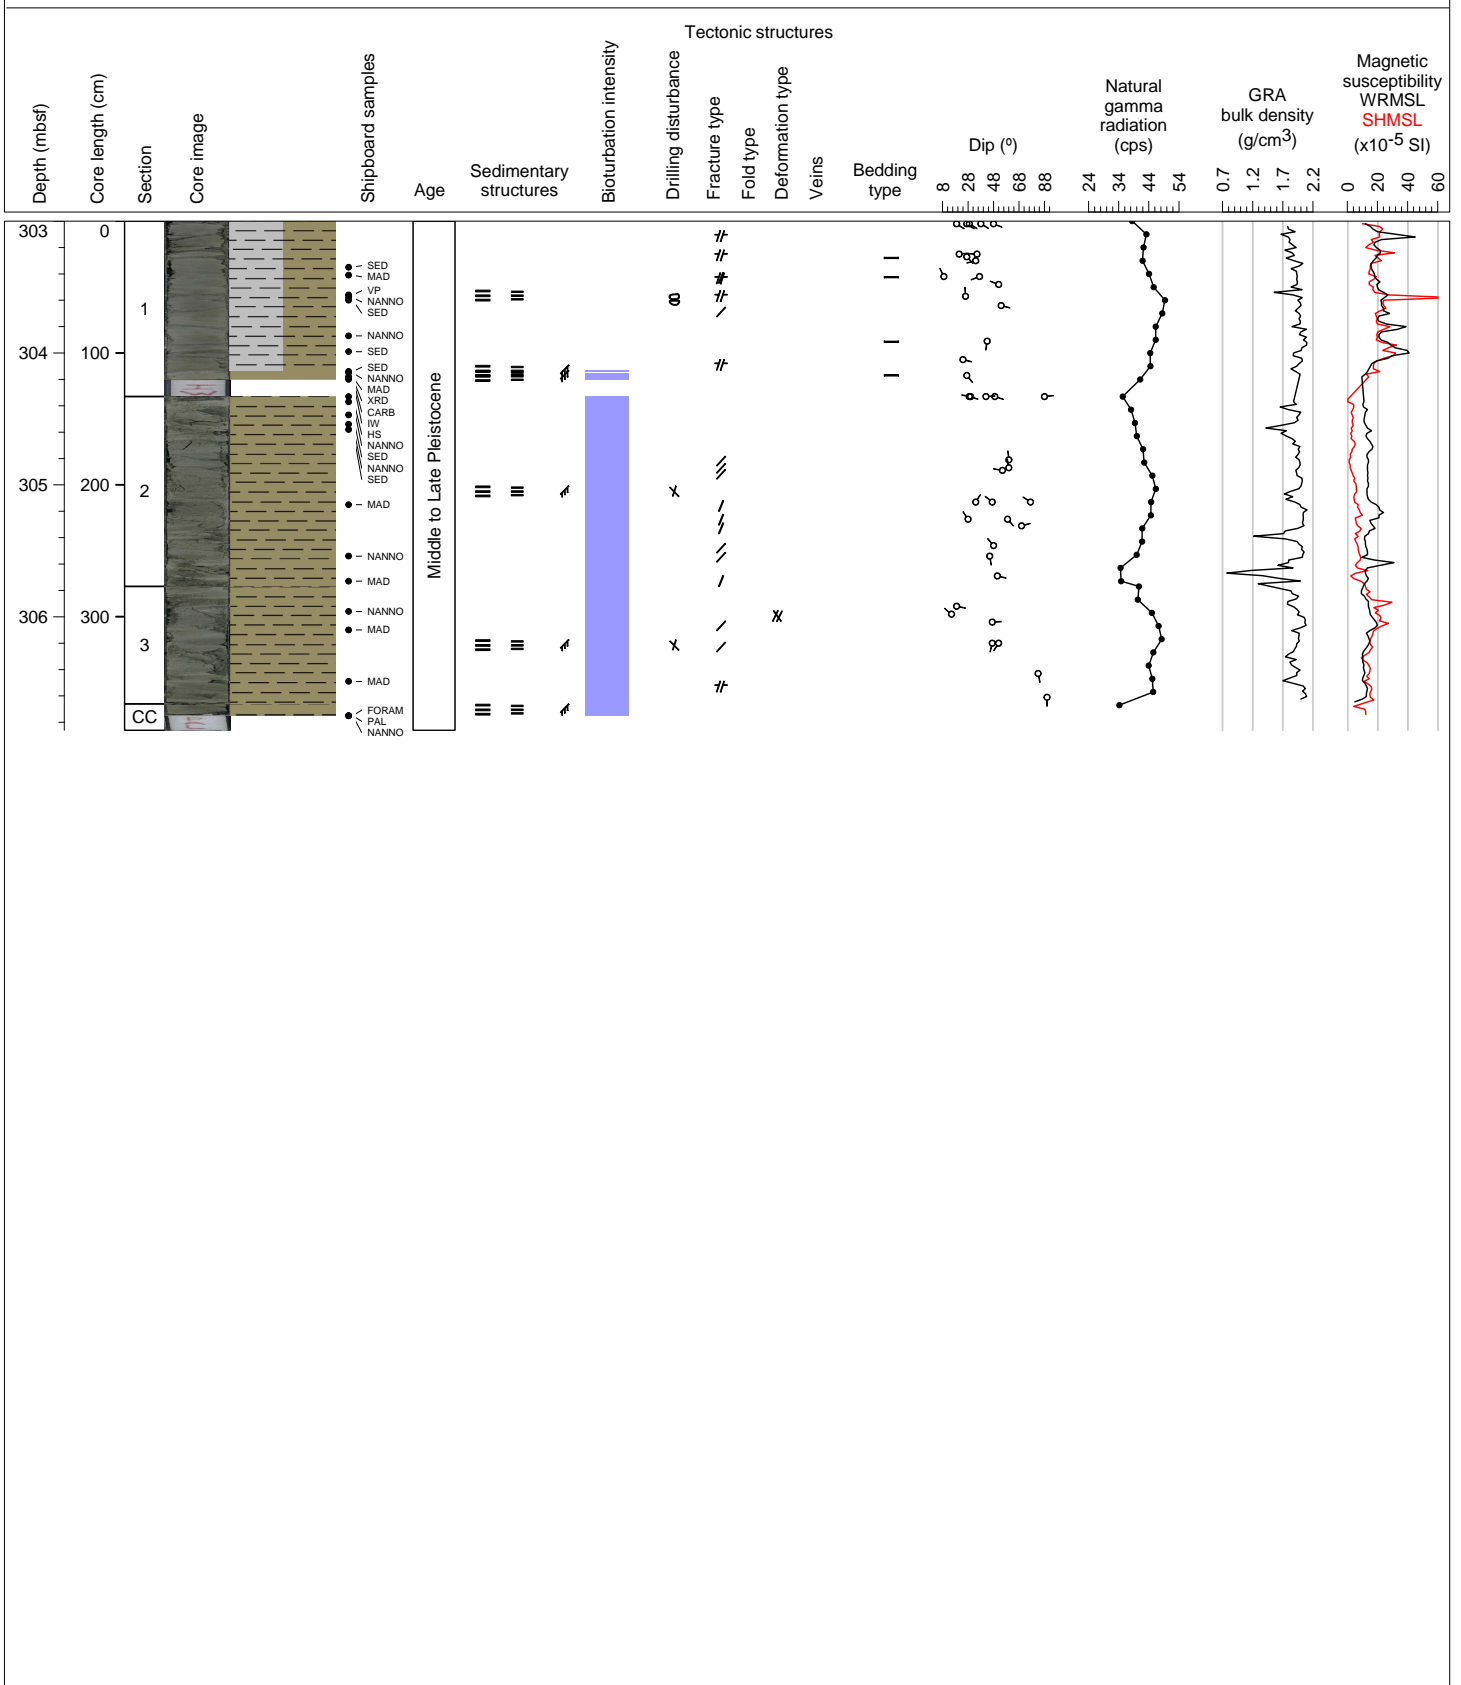 Tectonic structures
Depth (mbsf)
Core length (cm)
Section
Core image
Shipboard samples
Age
Sedimentary
structures
Bioturbation intensity
Drilling disturbance
Fracture type
Fold type
Deformation type
Veins
Bedding
type
Dip (º)
8 28 48 68 88
Natural
gamma
radiation
(cps)
24 34 44 54
GRA
bulk density
(g/cm3)
0.7 1.2 1.7 2.2
Magnetic
susceptibility
WRMSL
SHMSL
(x10-5 SI)
0 20 40 60
303
304
305
306
0
100
200
300
1
2
3
CC
SED
MAD
VP
NANNO
SED
NANNO
SED
SED
NANNO
MAD
XRD
CARB
IW
HS
NANNO
SED
NANNO
SED
MAD
NANNO
MAD
NANNO
MAD
MAD
FORAM
PAL
NANNO
Middle to Late Pleistocene